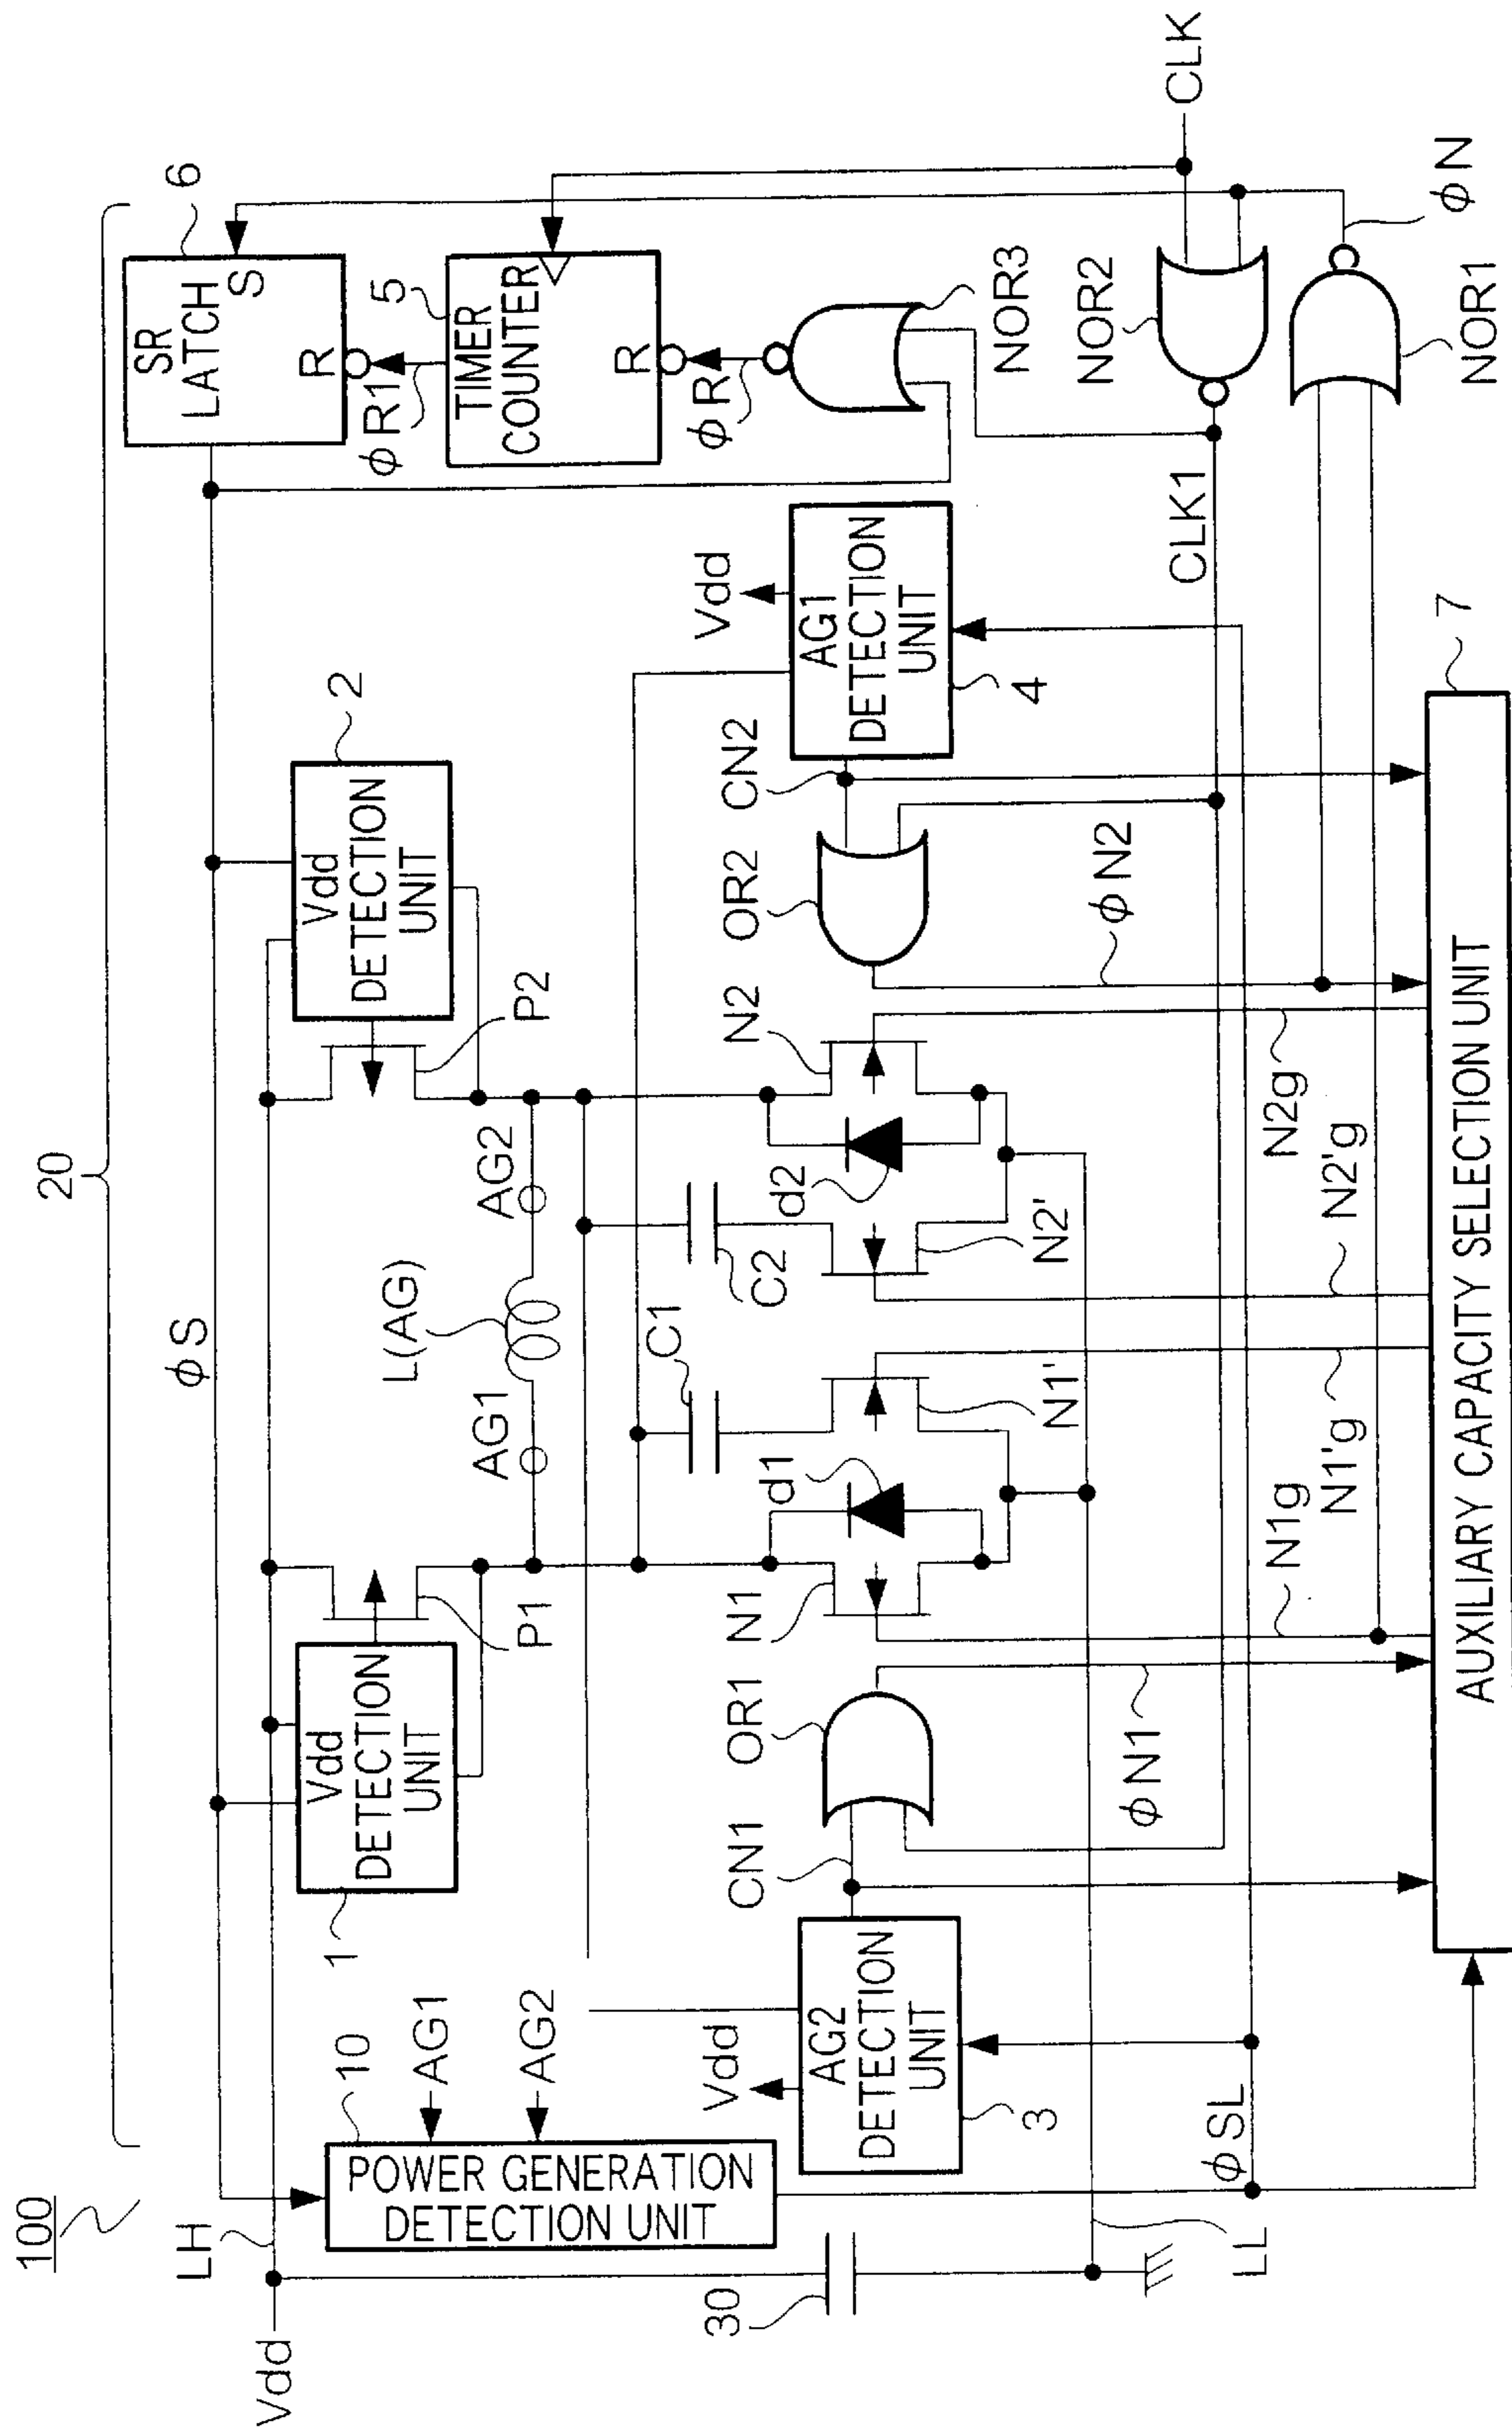 100
20
Vdd
LH
30
LL
10
POWER GENERATION
DETECTION UNIT
AG1
AG2
φS
φSL
1
Vdd
DETECTION
UNIT
P1
2
Vdd
DETECTION
UNIT
P2
AG1
L(AG)
AG2
SR
LATCH
S
R
6
φR1
TIMER
COUNTER
R
5
φR
NOR3
Vdd
AG2
DETECTION
UNIT
3
CN1
OR1
φN1
N1
d1
C1
N1'
C2
N2'
d2
N2
OR2
φN2
CN2
Vdd
AG1
DETECTION
UNIT
4
CLK1
NOR2
CLK
φN
NOR1
N1g
N1'g
N2'g
N2g
7
AUXILIARY CAPACITY SELECTION UNIT